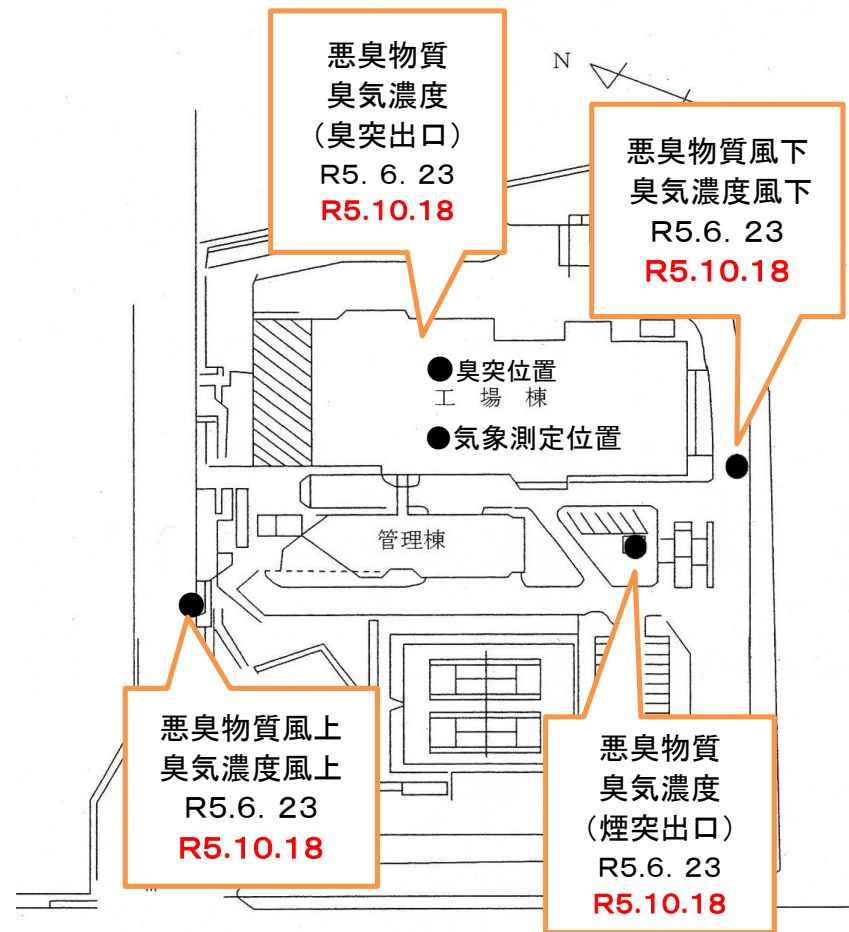 悪臭物質
臭気濃度
（臭突出口）
R5. 6. 23
R5.10.18
N
悪臭物質風下
臭気濃度風下
R5.6. 23
R5.10.18
●臭突位置
工場棟
●気象測定位置
管理棟
悪臭物質風上
臭気濃度風上
R5.6. 23
R5.10.18
悪臭物質
臭気濃度
（煙突出口）
R5.6. 23
R5.10.18